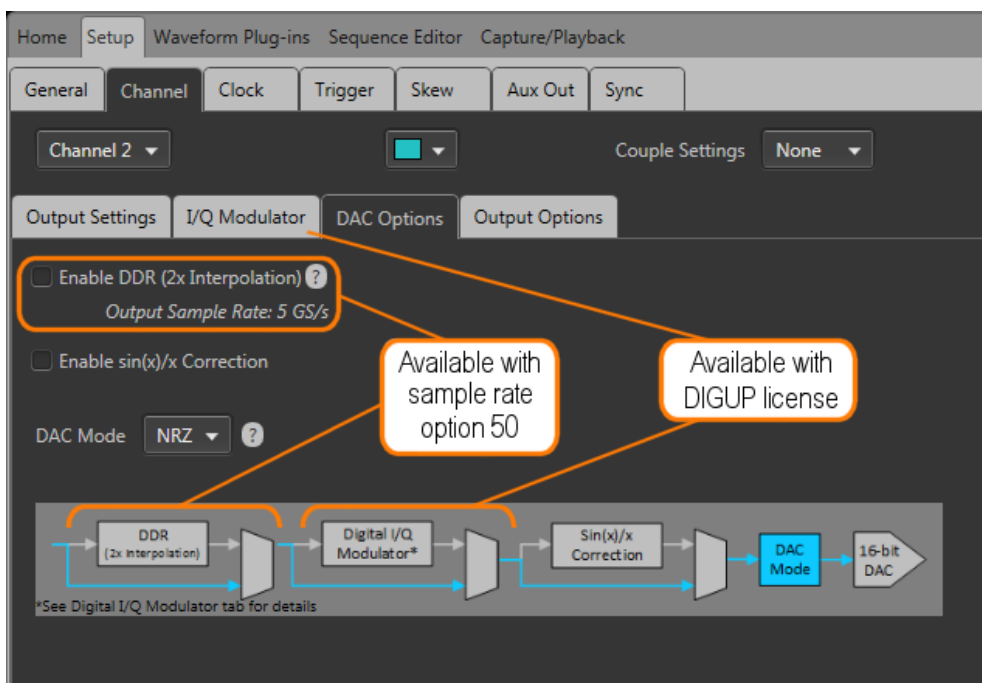 Home Setup Waveform Plug-ins Sequence Editor Capture/Playback
General Channel Clock Trigger Skew Aux Out Sync
Channel 2 Couple Settings None
Output Settings I/Q Modulator DAC Options Output Options
Enable DDR (2x Interpolation) ?
Output Sample Rate: 5 GS/s
Enable sin(x)/x Correction
Available with
sample rate
option 50
Available with
DIGUP license
DAC Mode NRZ ?
DDR
(2x Interpolation)
Digital I/Q
Modulator*
Sin(x)/x
Correction
DAC
Mode
16-bit
DAC
*See Digital I/Q Modulator tab for details